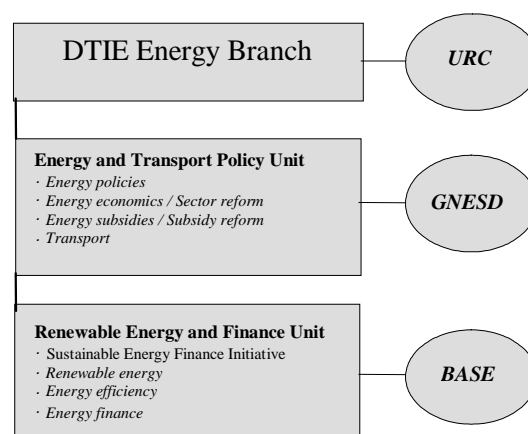 DTIE Energy Branch
URC
Energy and Transport Policy Unit
· Energy policies
· Energy economics / Sector reform
· Energy subsidies / Subsidy reform
· Transport
GNESD
Renewable Energy and Finance Unit
· Sustainable Energy Finance Initiative
· Renewable energy
· Energy efficiency
· Energy finance
BASE